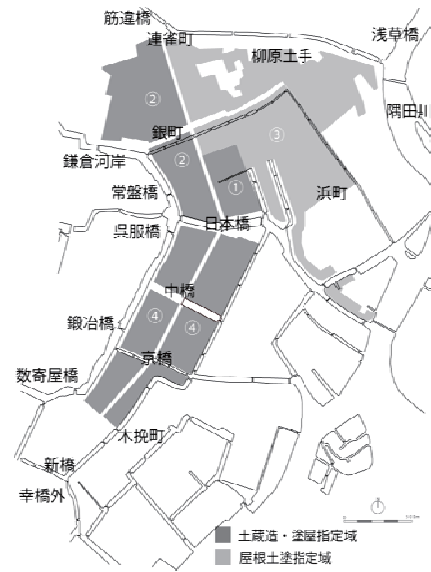 筋違橋
連雀町
柳原土手
浅草橋
②
隅田川
銀町
③
鎌倉河岸
②
常盤橋
①
浜町
呉服橋
日本橋
中橋
鍛冶橋
④
④
京橋
数寄屋橋
木挽町
新橋
幸橋外
土蔵造・塗屋指定域
屋根土塗指定域